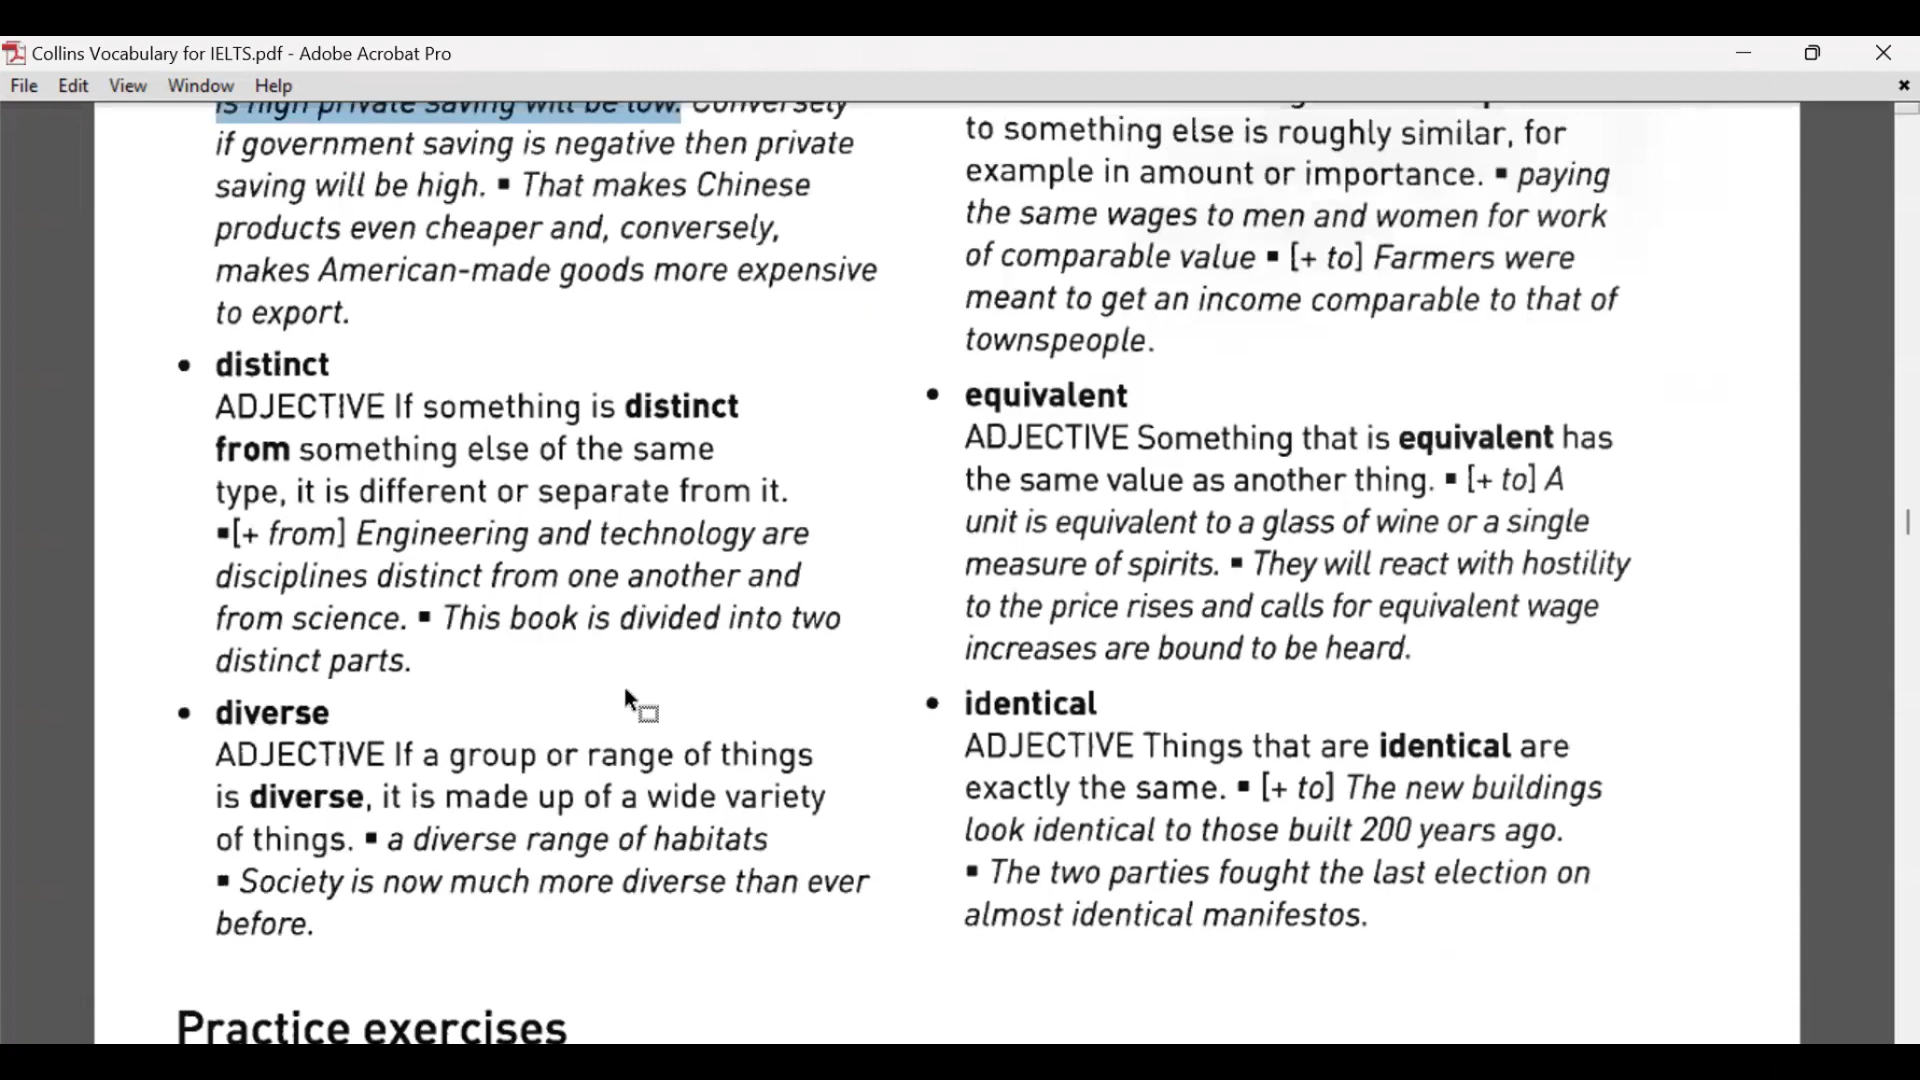 Collins Vocabulary for IELTS.pdf - Adobe Acrobat Pro
File Edit View Window Help
is high private saving will be low. Conversely
if government saving is negative then private
saving will be high. ▪ That makes Chinese
products even cheaper and, conversely,
makes American-made goods more expensive
to export.
• distinct
ADJECTIVE If something is distinct
from something else of the same
type, it is different or separate from it.
▪[+ from] Engineering and technology are
disciplines distinct from one another and
from science. ▪ This book is divided into two
distinct parts.
• diverse
ADJECTIVE If a group or range of things
is diverse, it is made up of a wide variety
of things. ▪ a diverse range of habitats
▪ Society is now much more diverse than ever
before.
to something else is roughly similar, for
example in amount or importance. ▪ paying
the same wages to men and women for work
of comparable value ▪ [+ to] Farmers were
meant to get an income comparable to that of
townspeople.
• equivalent
ADJECTIVE Something that is equivalent has
the same value as another thing. ▪ [+ to] A
unit is equivalent to a glass of wine or a single
measure of spirits. ▪ They will react with hostility
to the price rises and calls for equivalent wage
increases are bound to be heard.
• identical
ADJECTIVE Things that are identical are
exactly the same. ▪ [+ to] The new buildings
look identical to those built 200 years ago.
▪ The two parties fought the last election on
almost identical manifestos.
Practice exercises